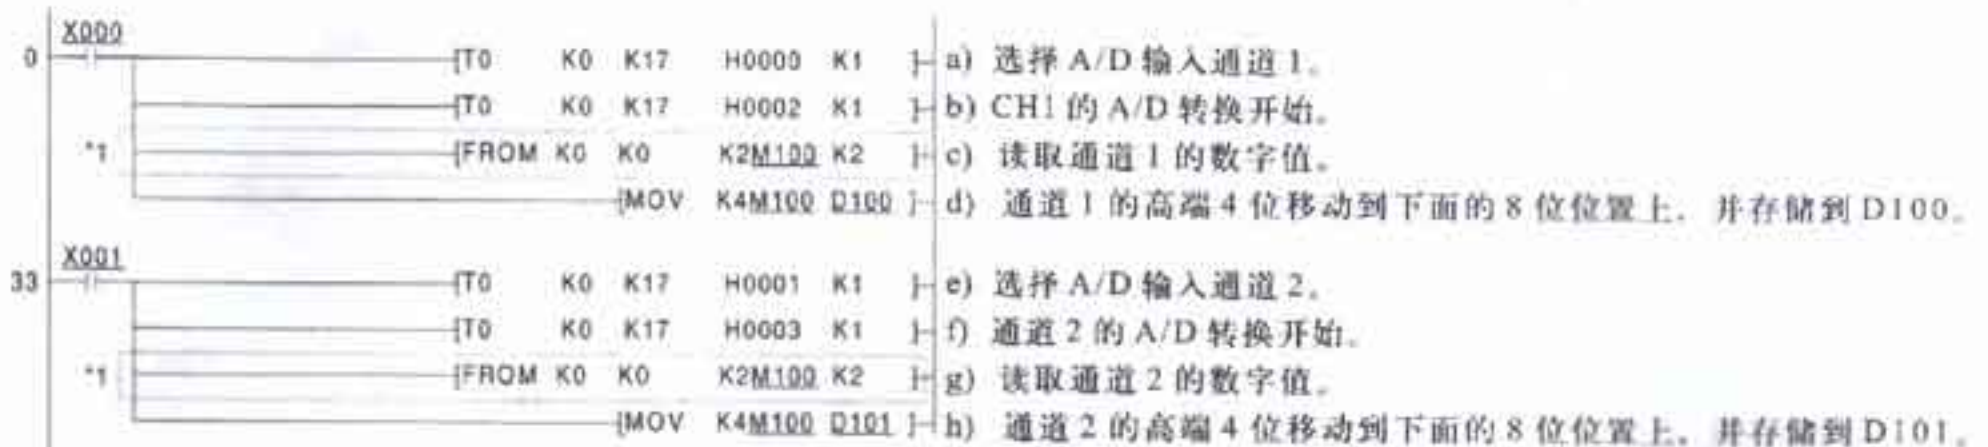 X000
0 [T0 K0 K17 H0000 K1 ] a) 选择 A/D 输入通道 1。
[T0 K0 K17 H0002 K1 ] b) CH1 的 A/D 转换开始。
*1 [FROM K0 K0 K2M100 K2 ] c) 读取通道 1 的数字值。
[MOV K4M100 D100 ] d) 通道 1 的高端 4 位移动到下面的 8 位位置上。并存储到 D100。
X001
33 [T0 K0 K17 H0001 K1 ] e) 选择 A/D 输入通道 2。
[T0 K0 K17 H0003 K1 ] f) 通道 2 的 A/D 转换开始。
*1 [FROM K0 K0 K2M100 K2 ] g) 读取通道 2 的数字值。
[MOV K4M100 D101 ] h) 通道 2 的高端 4 位移动到下面的 8 位位置上。并存储到 D101。